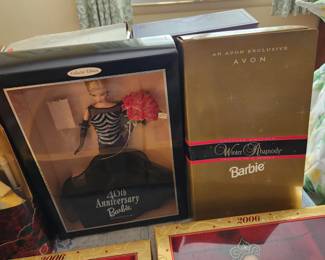 Collector Edition
40th
Anniversary
Barbie
AN AVON EXCLUSIVE
AVON
Winter Rhapsody
Barbie
2006
2006